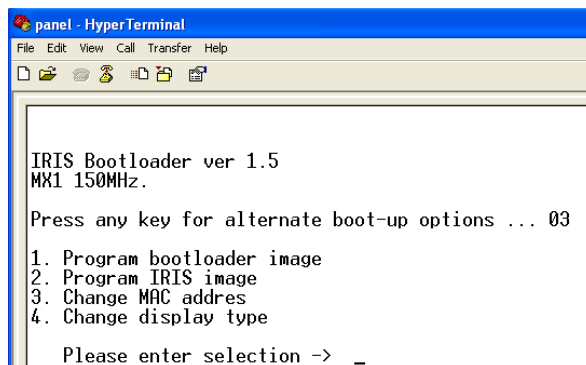 panel - HyperTerminal
File Edit View Call Transfer Help
IRIS Bootloader ver 1.5
MX1 150MHz.
Press any key for alternate boot-up options ... 03
1. Program bootloader image
2. Program IRIS image
3. Change MAC addres
4. Change display type
Please enter selection -> _